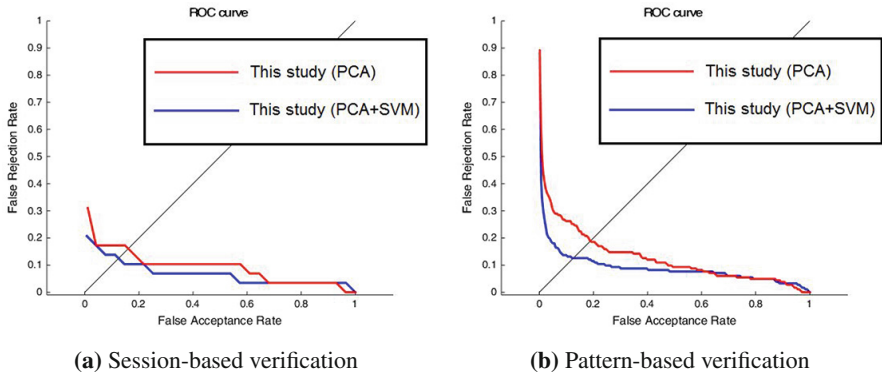 ROC curve
1
0.9
0.8
0.7
0.6
0.5
0.4
0.3
0.2
0.1
0
False Rejection Rate
This study (PCA)
This study (PCA+SVM)
0 0.2 0.4 0.6 0.8 1
False Acceptance Rate
(a) Session-based verification
ROC curve
1
0.9
0.8
0.7
0.6
0.5
0.4
0.3
0.2
0.1
0
False Rejection Rate
This study (PCA)
This study (PCA+SVM)
0 0.2 0.4 0.6 0.8 1
False Acceptance Rate
(b) Pattern-based verification